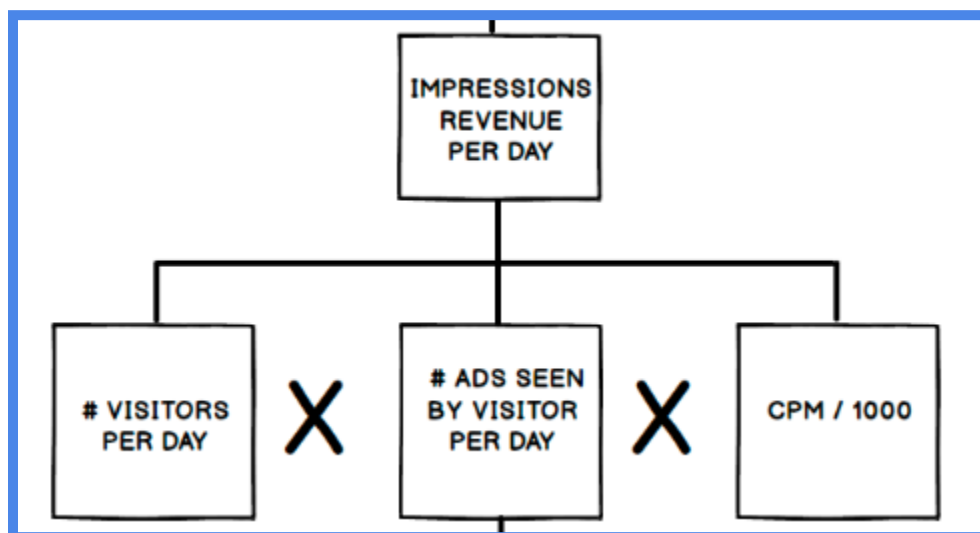 IMPRESSIONS
REVENUE
PER DAY
# VISITORS
PER DAY
X
# ADS SEEN
BY VISITOR
PER DAY
X
CPM / 1000